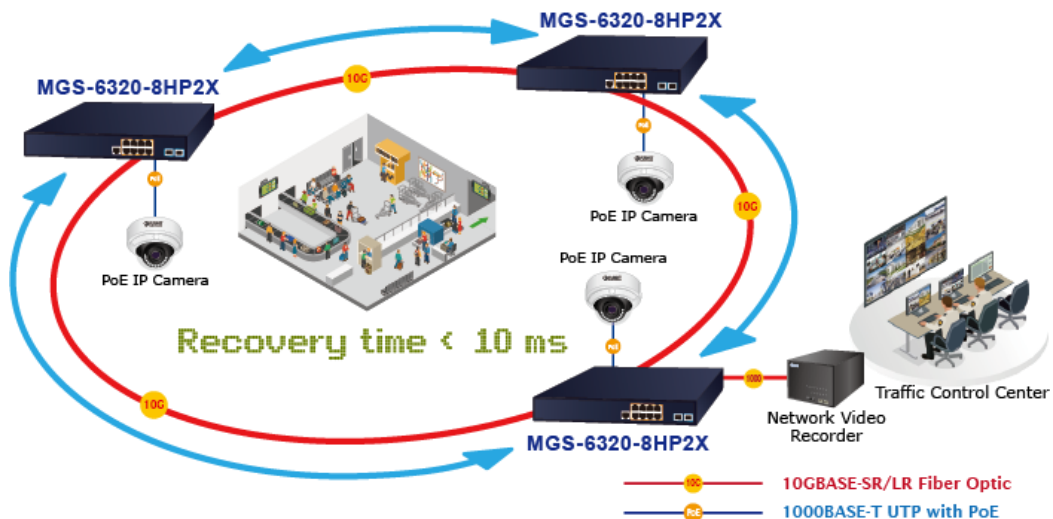 MGS-6320-8HP2X
MGS-6320-8HP2X
10G
PoE
PoE
PoE IP Camera
10G
PoE IP Camera
PoE IP Camera
Recovery time < 10 ms
PoE
10G
1000
Traffic Control Center
Network Video
Recorder
MGS-6320-8HP2X
10G
10GBASE-SR/LR Fiber Optic
PoE
1000BASE-T UTP with PoE